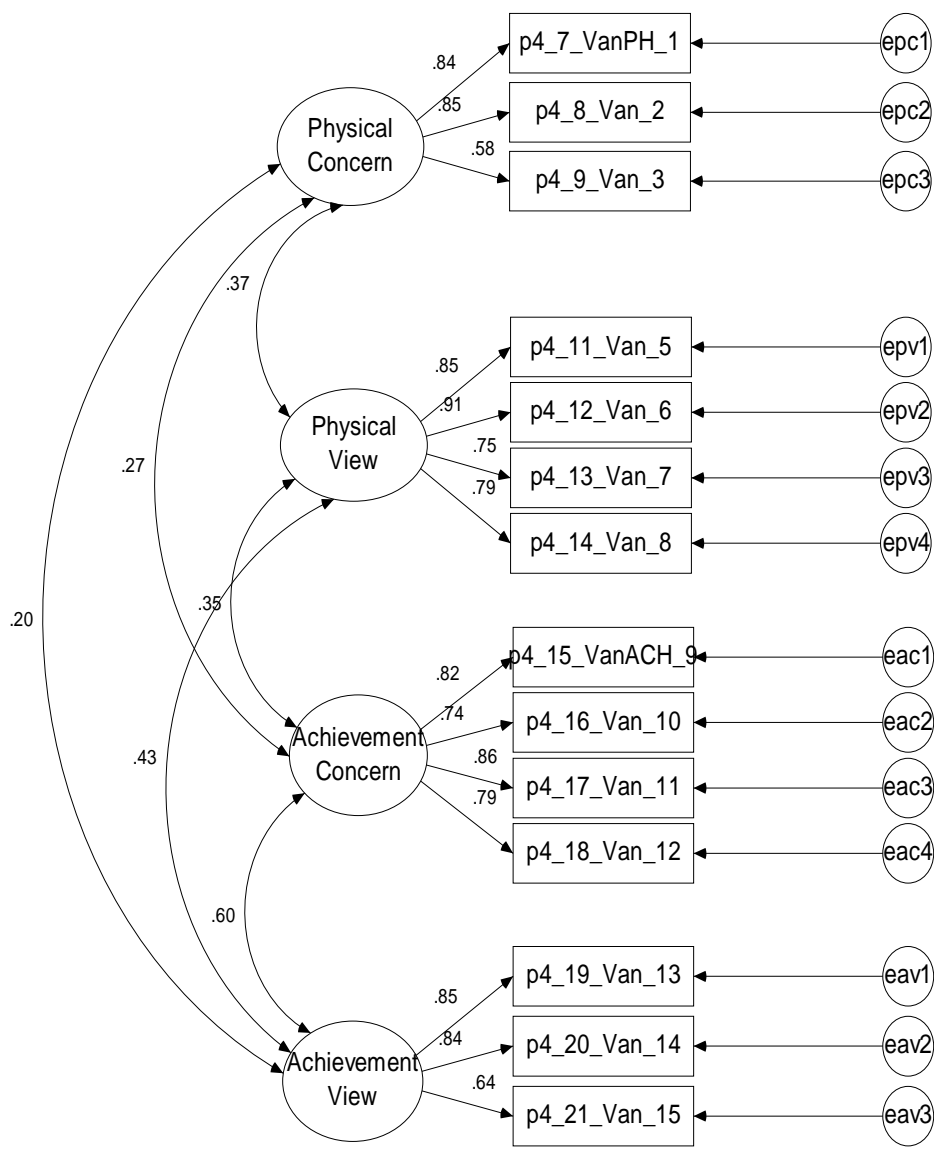 p4_7_VanPH_1
epc1
.84
.85
p4_8_Van_2
epc2
Physical
Concern
.58
p4_9_Van_3
epc3
.37
p4_11_Van_5
epv1
.85
.91
p4_12_Van_6
epv2
Physical
View
.75
p4_13_Van_7
epv3
.27
.79
p4_14_Van_8
epv4
.35
.20
p4_15_VanACH_9
eac1
.82
.74
p4_16_Van_10
eac2
Achievement
Concern
.43
.86
p4_17_Van_11
eac3
.79
p4_18_Van_12
eac4
.60
p4_19_Van_13
eav1
.85
.84
p4_20_Van_14
eav2
Achievement
View
.64
p4_21_Van_15
eav3